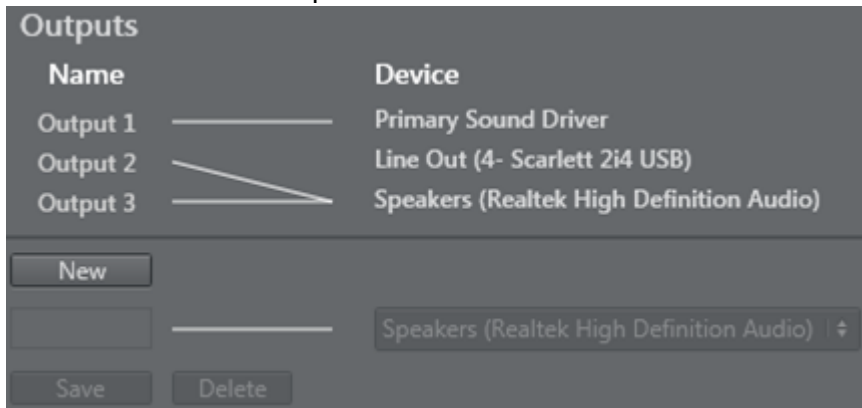 Outputs
Name Device
Output 1 Primary Sound Driver
Output 2 Line Out (4- Scarlett 2i4 USB)
Output 3 Speakers (Realtek High Definition Audio)
New
Speakers (Realtek High Definition Audio)
Save Delete